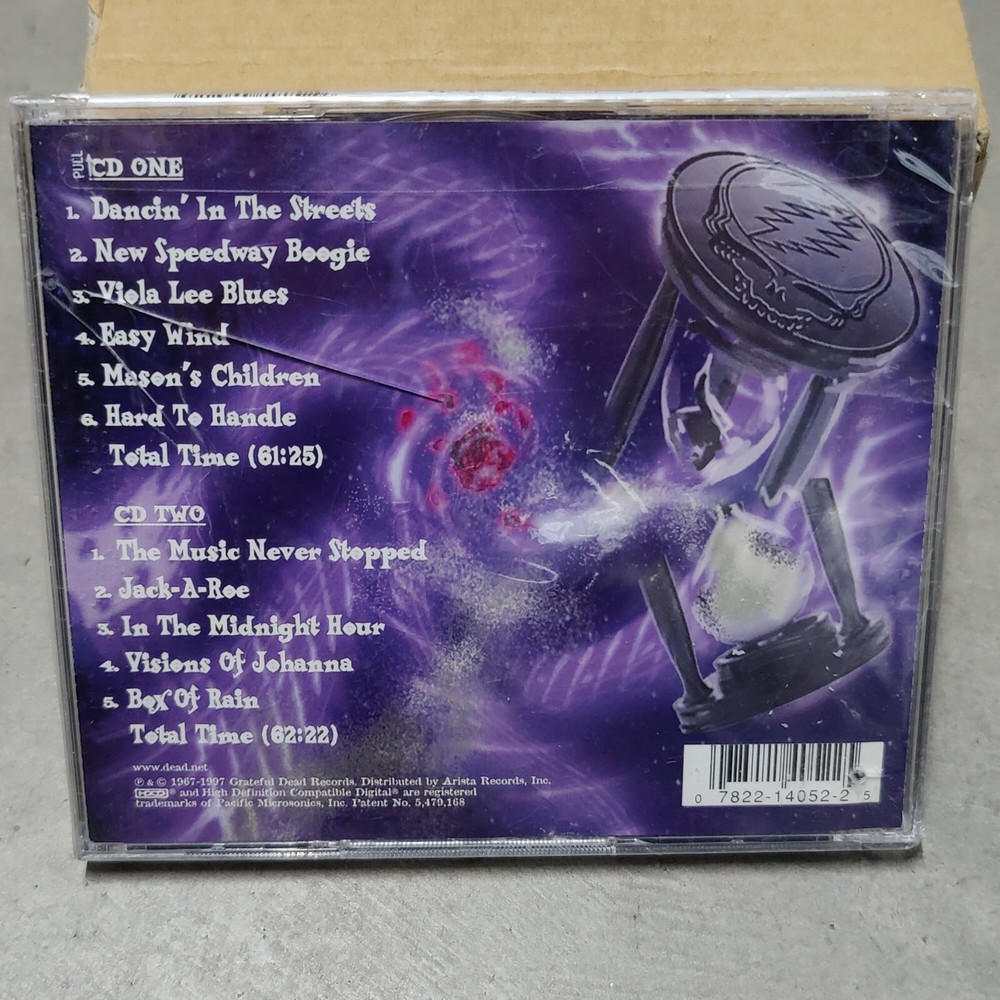 PULL
CD ONE
1. Dancin' In The Streets
2. New Speedway Boogie
3. Viola Lee Blues
4. Easy Wind
5. Mason's Children
6. Hard To Handle
Total Time (61:25)
CD TWO
1. The Music Never Stopped
2. Jack-A-Roe
3. In The Midnight Hour
4. Visions Of Johanna
5. Box Of Rain
Total Time (62:22)
www.dead.net
℗ & © 1967-1997 Grateful Dead Records. Distributed by Arista Records, Inc.
HDCD® and High Definition Compatible Digital® are registered
trademarks of Pacific Microsonics, Inc. Patent No. 5,479,168
0 7822-14052-2 5